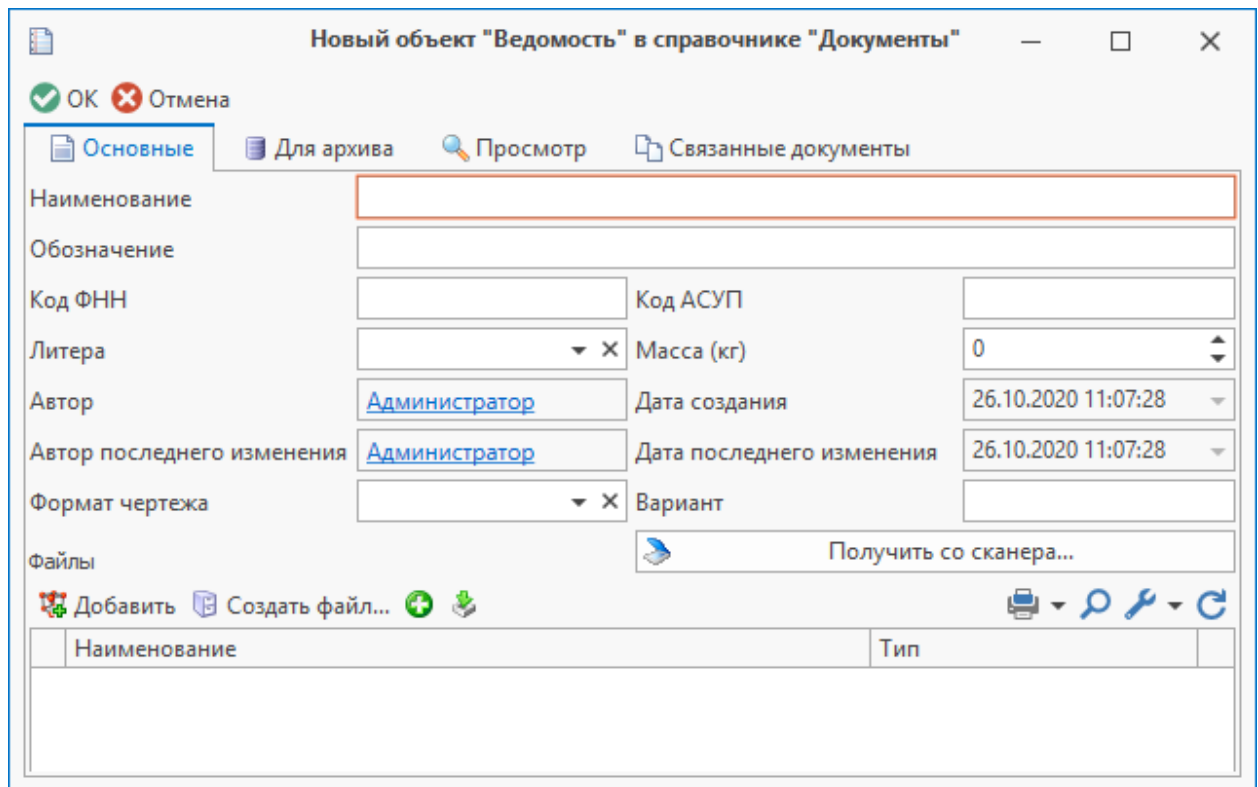 Новый объект "Ведомость" в справочнике "Документы"
ОК Отмена
Основные Для архива Просмотр Связанные документы
Наименование
Обозначение
Код ФНН Код АСУП
Литера Масса (кг) 0
Автор Администратор Дата создания 26.10.2020 11:07:28
Автор последнего изменения Администратор Дата последнего изменения 26.10.2020 11:07:28
Формат чертежа Вариант
Файлы Получить со сканера...
Добавить Создать файл...
Наименование Тип